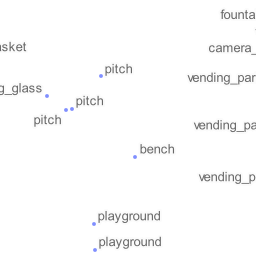 founta
asket
camera_
pitch
vending_par
g_glass
pitch
pitch
vending_pa
bench
vending_p
playground
playground